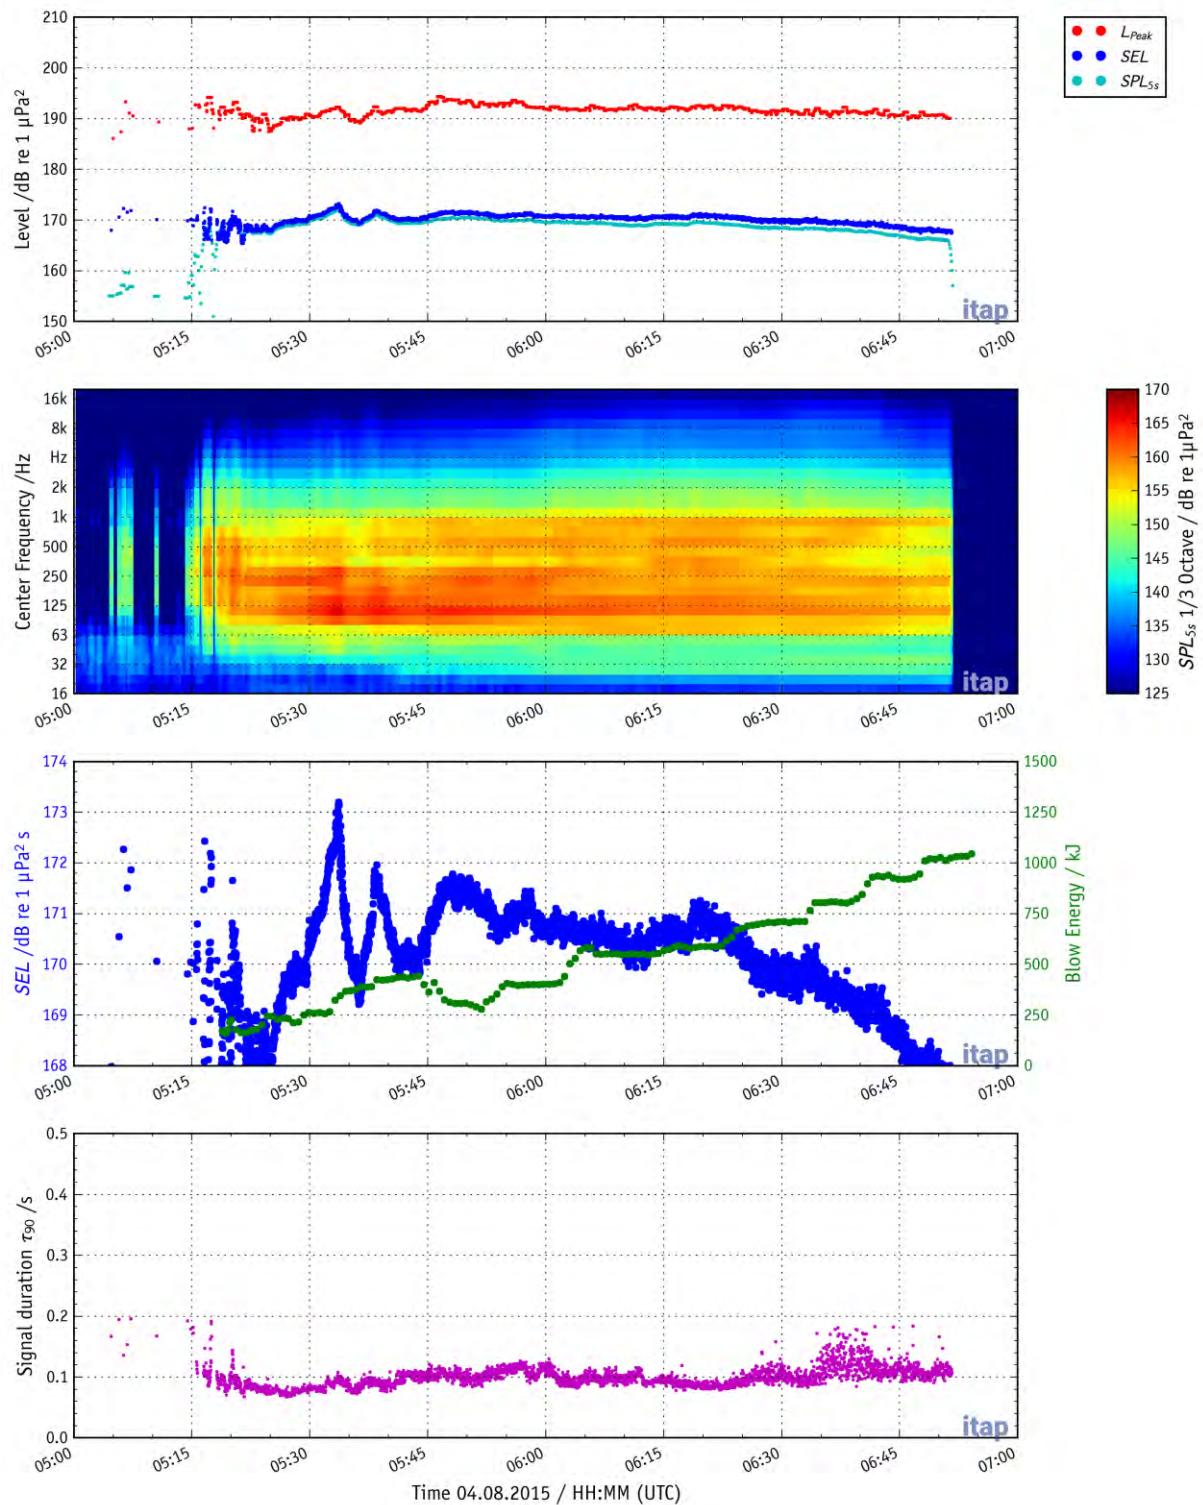 210
200
190
180
170
160
150
Level /dB re 1 µPa²
05:00 05:15 05:30 05:45 06:00 06:15 06:30 06:45 07:00
itap
L_Peak
SEL
SPL_5s
16k
8k
Hz
2k
1k
500
250
125
63
32
16
Center Frequency /Hz
05:00 05:15 05:30 05:45 06:00 06:15 06:30 06:45 07:00
itap
170
165
160
155
150
145
140
135
130
125
SPL_5s 1/3 Octave / dB re 1µPa²
174
173
172
171
170
169
168
SEL /dB re 1 µPa² s
1500
1250
1000
750
500
250
0
Blow Energy / kJ
05:00 05:15 05:30 05:45 06:00 06:15 06:30 06:45 07:00
itap
0.5
0.4
0.3
0.2
0.1
0.0
Signal duration τ90 /s
05:00 05:15 05:30 05:45 06:00 06:15 06:30 06:45 07:00
itap
Time 04.08.2015 / HH:MM (UTC)